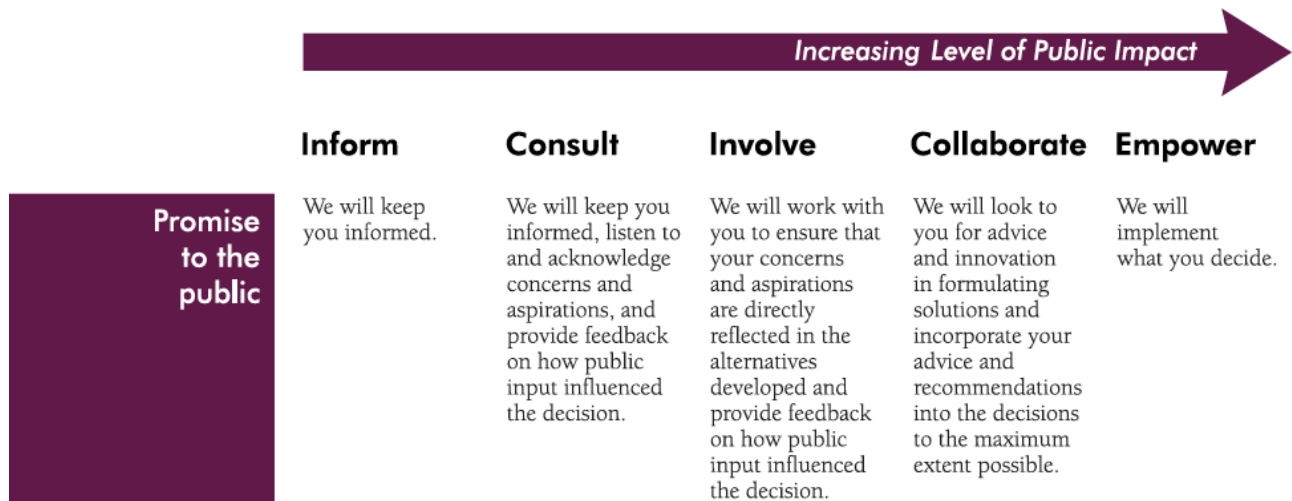 Increasing Level of Public Impact
Inform
Consult
Involve
Collaborate
Empower
Promise
to the
public
We will keep
you informed.
We will keep you
informed, listen to
and acknowledge
concerns and
aspirations, and
provide feedback
on how public
input influenced
the decision.
We will work with
you to ensure that
your concerns
and aspirations
are directly
reflected in the
alternatives
developed and
provide feedback
on how public
input influenced
the decision.
We will look to
you for advice
and innovation
in formulating
solutions and
incorporate your
advice and
recommendations
into the decisions
to the maximum
extent possible.
We will
implement
what you decide.